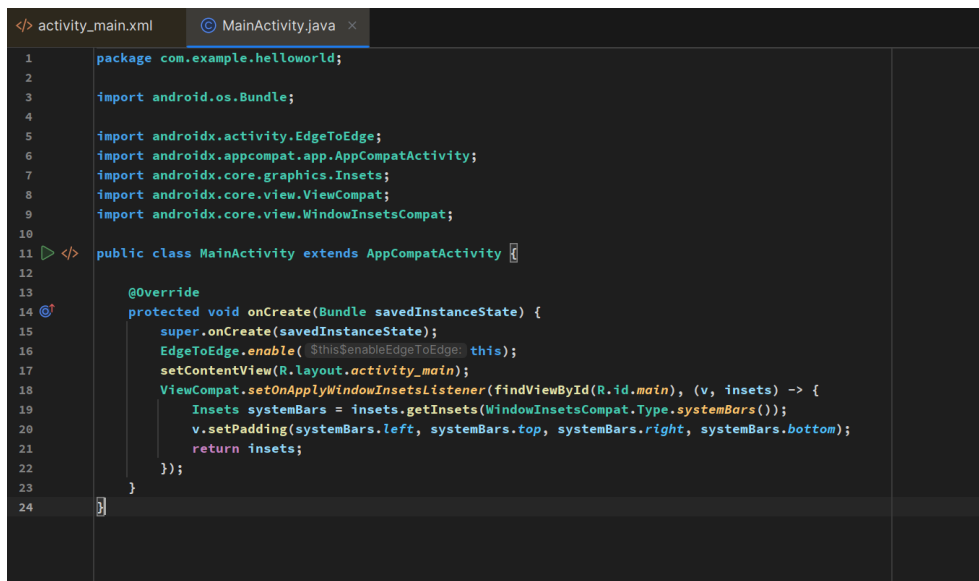 </> activity_main.xml © MainActivity.java ×
1 package com.example.helloworld;
2
3 import android.os.Bundle;
4
5 import androidx.activity.EdgeToEdge;
6 import androidx.appcompat.app.AppCompatActivity;
7 import androidx.core.graphics.Insets;
8 import androidx.core.view.ViewCompat;
9 import androidx.core.view.WindowInsetsCompat;
10
11 </> public class MainActivity extends AppCompatActivity {
12
13 @Override
14 protected void onCreate(Bundle savedInstanceState) {
15 super.onCreate(savedInstanceState);
16 EdgeToEdge.enable( $this$enableEdgeToEdge: this);
17 setContentView(R.layout.activity_main);
18 ViewCompat.setOnApplyWindowInsetsListener(findViewById(R.id.main), (v, insets) -> {
19 Insets systemBars = insets.getInsets(WindowInsetsCompat.Type.systemBars());
20 v.setPadding(systemBars.left, systemBars.top, systemBars.right, systemBars.bottom);
21 return insets;
22 });
23 }
24 }